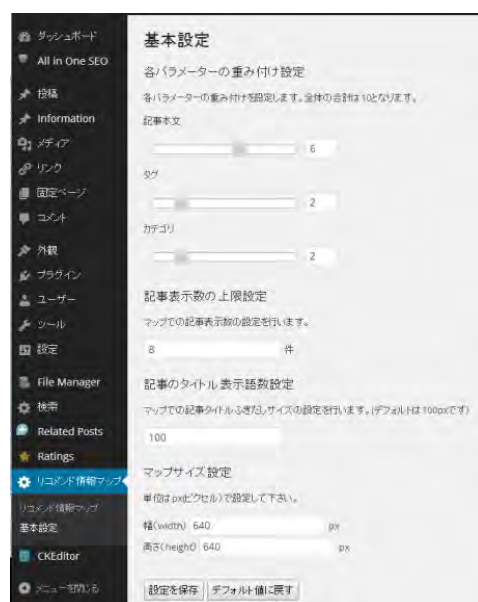 ダッシュボード
All in One SEO
投稿
Information
メディア
リンク
固定ページ
コメント
外観
プラグイン
ユーザー
ツール
設定
File Manager
検索
Related Posts
Ratings
リコメンド情報マップ
リコメンド情報マップ
基本設定
CKEditor
メニューを閉じる
基本設定
各パラメーターの重み付け設定
各パラメーターの重み付けを設定します。全体の合計は10となります。
記事本文
6
タグ
2
カテゴリ
2
記事表示数の上限設定
マップでの記事表示数の設定を行います。
8 件
記事のタイトル表示語数設定
マップでの記事タイトルふきだしサイズの設定を行います。(デフォルトは100pxです)
100
マップサイズ設定
単位はpx(ピクセル)で設定して下さい。
幅(width) 640 px
高さ(height) 640 px
設定を保存 デフォルト値に戻す